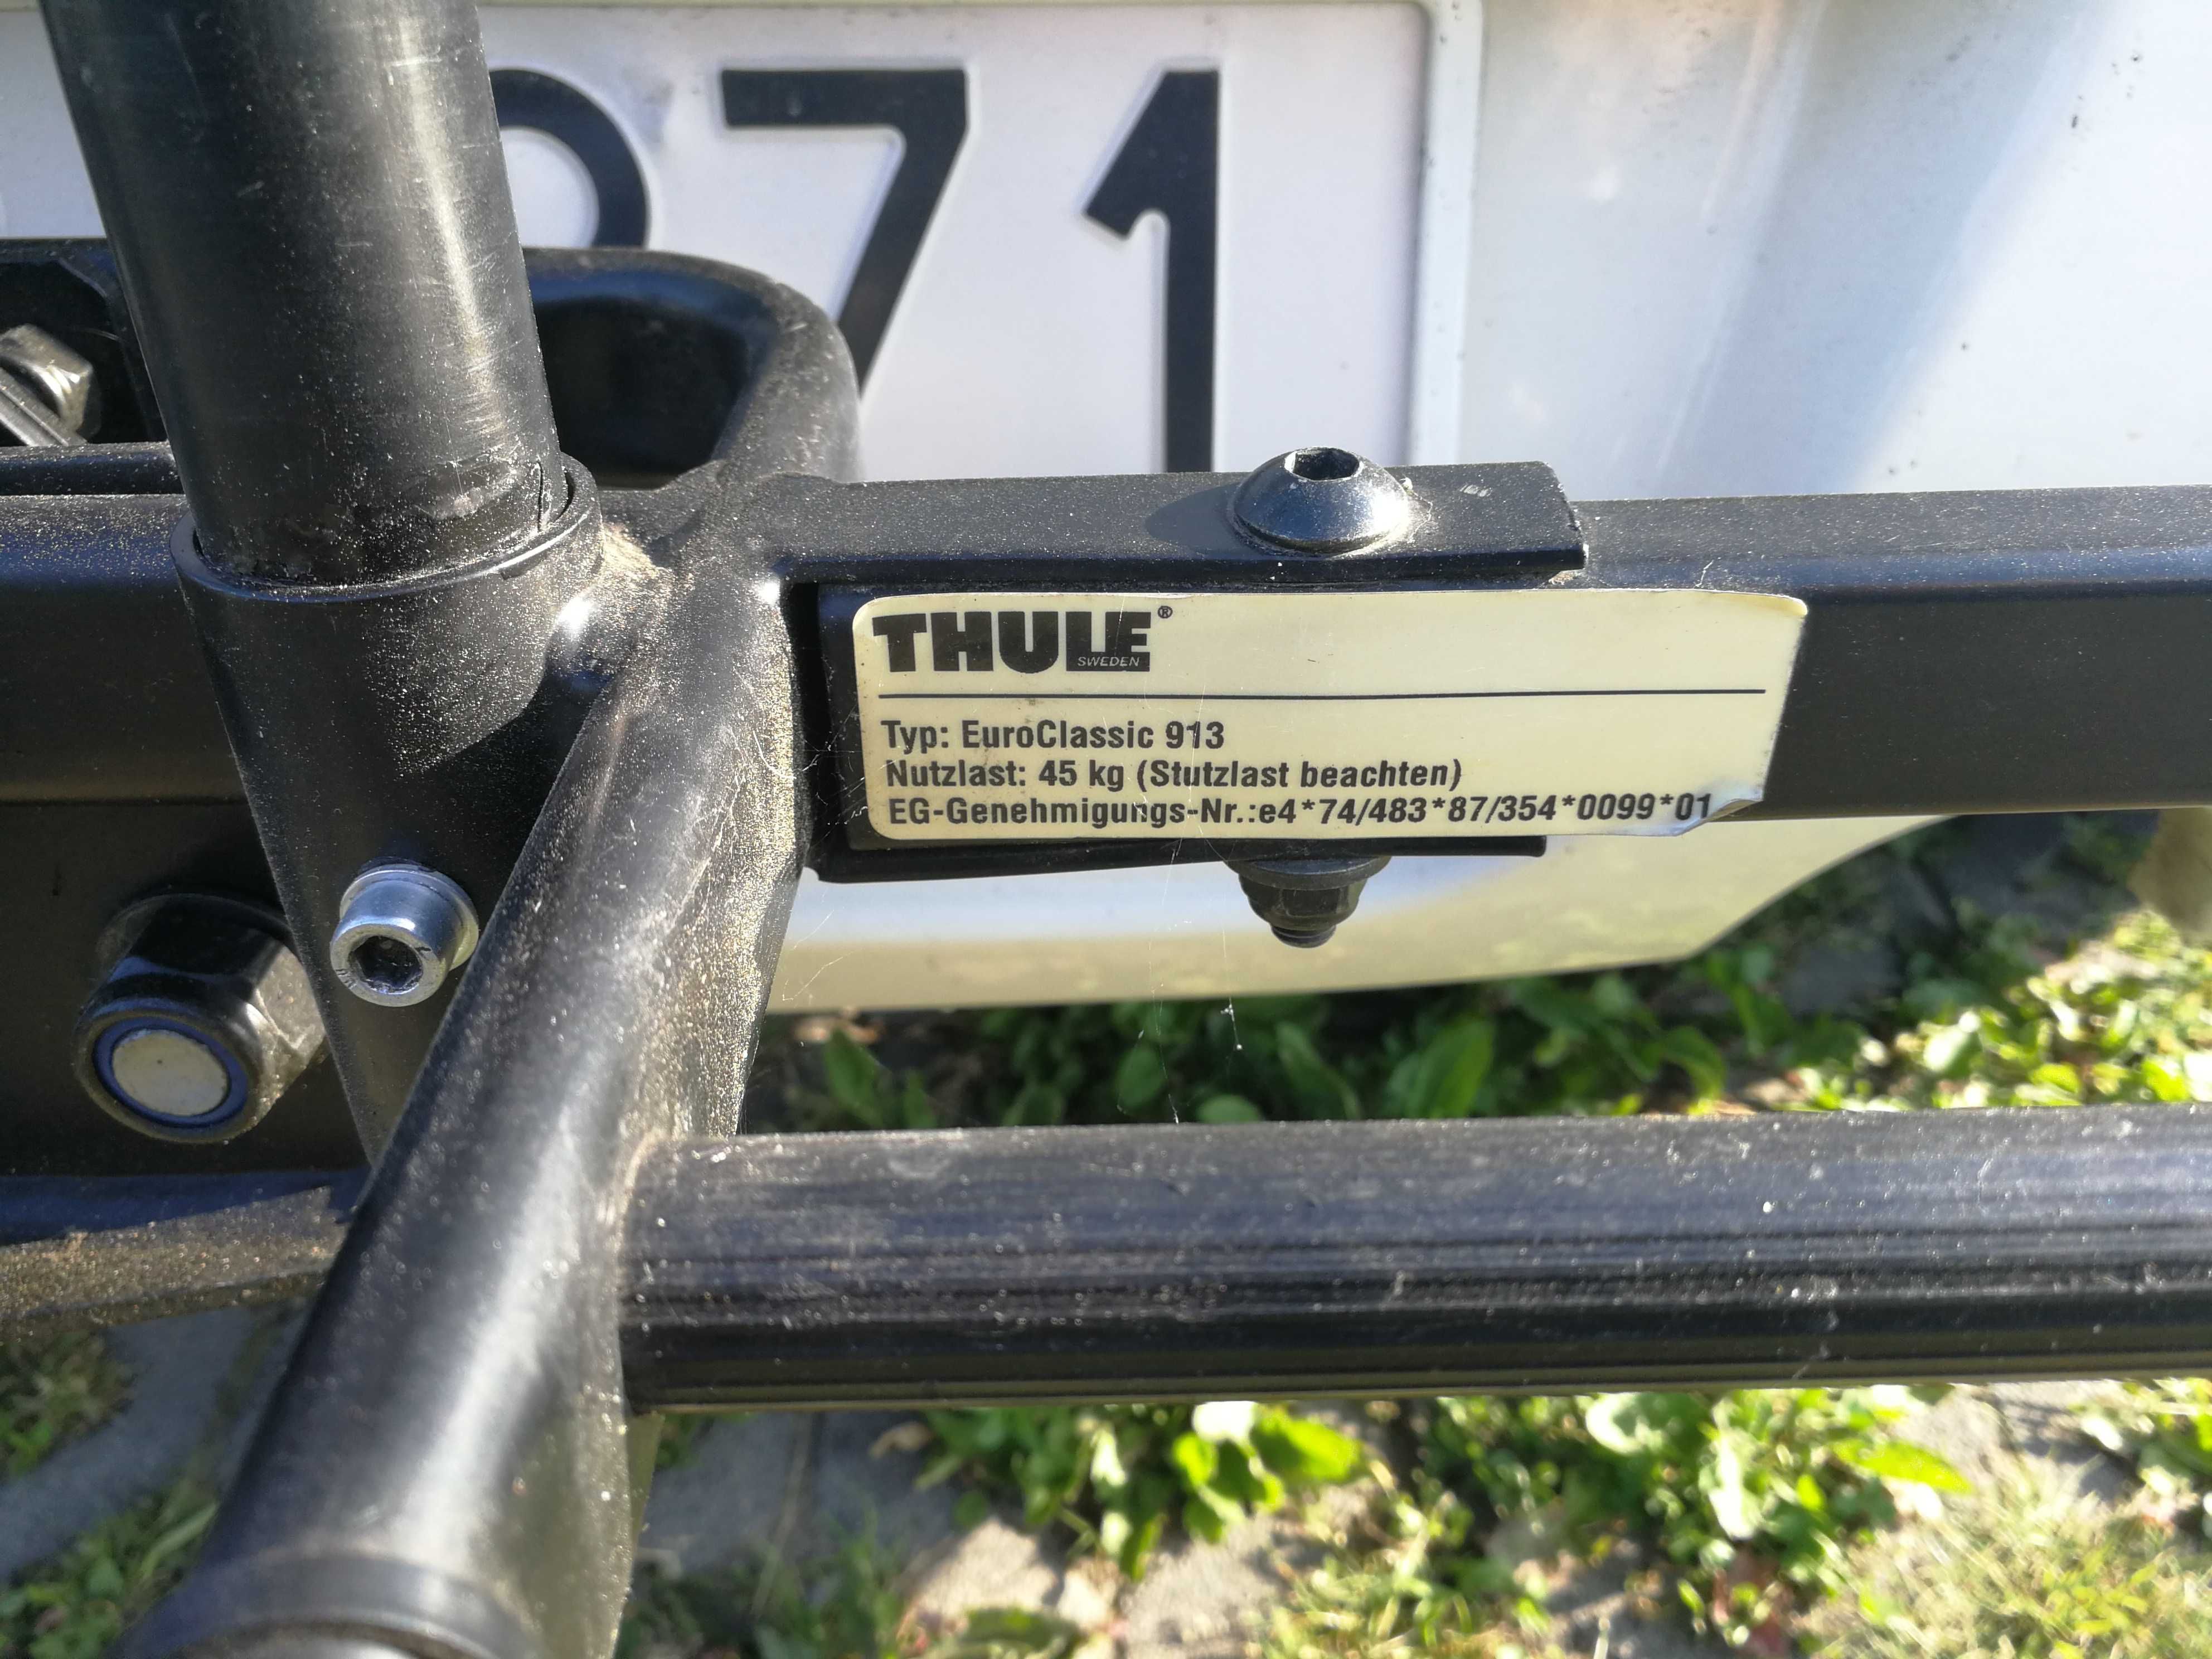 71
THULE®
SWEDEN
Typ: EuroClassic 913
Nutzlast: 45 kg (Stutzlast beachten)
EG-Genehmigungs-Nr.:e4*74/483*87/354*0099*01